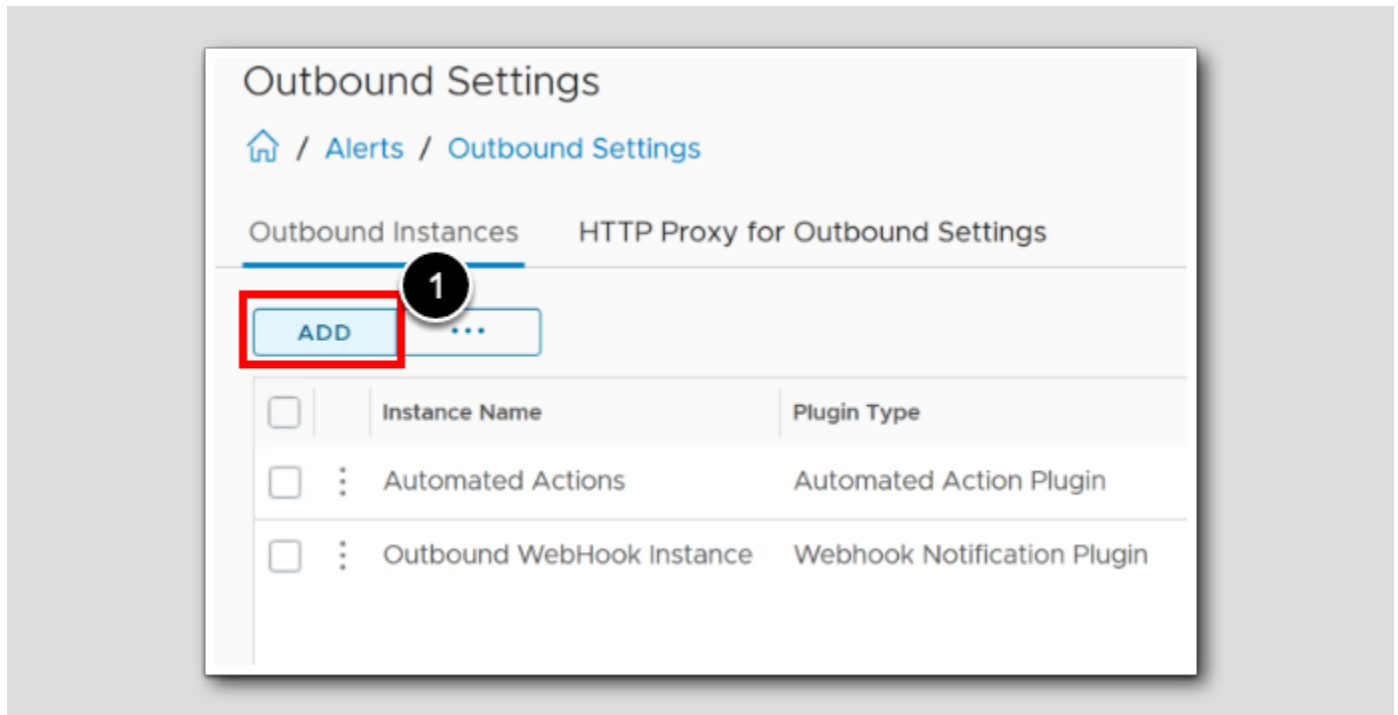 Outbound Settings
/ Alerts / Outbound Settings
Outbound Instances HTTP Proxy for Outbound Settings
1
ADD ...
Instance Name Plugin Type
Automated Actions Automated Action Plugin
Outbound WebHook Instance Webhook Notification Plugin